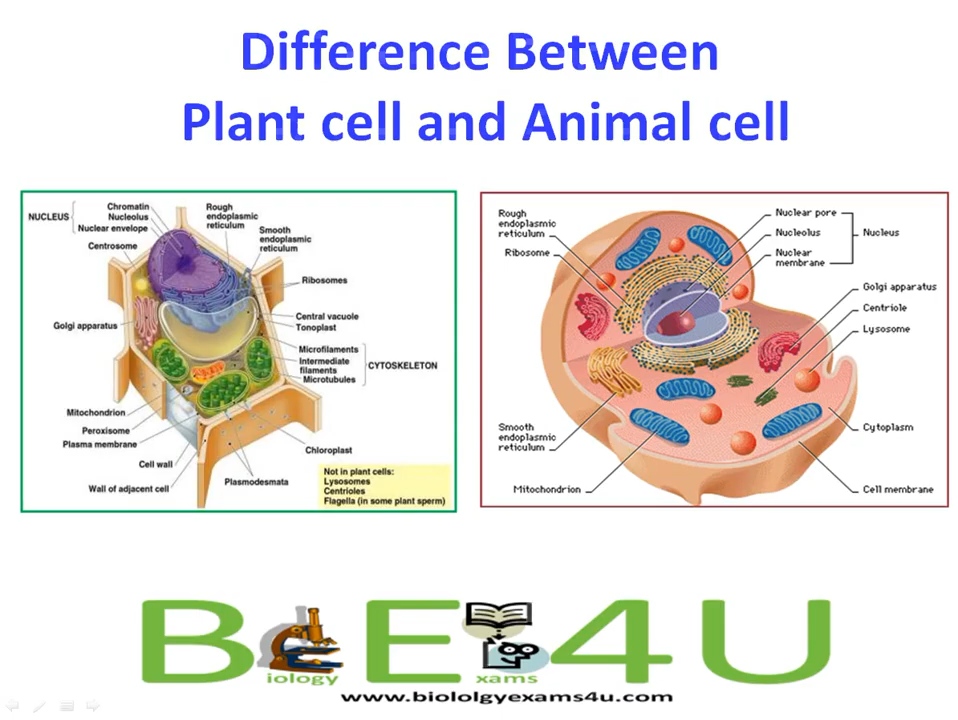 Difference Between
Plant cell and Animal cell
NUCLEUS
Chromatin
Nucleolus
Nuclear envelope
Centrosome
Rough
endoplasmic
reticulum
Smooth
endoplasmic
reticulum
Ribosomes
Golgi apparatus
Central vacuole
Tonoplast
Microfilaments
Intermediate
filaments
Microtubules
CYTOSKELETON
Mitochondrion
Peroxisome
Plasma membrane
Cell wall
Wall of adjacent cell
Chloroplast
Plasmodesmata
Not in plant cells:
Lysosomes
Centrioles
Flagella (in some plant sperm)
Rough
endoplasmic
reticulum
Ribosome
Nuclear pore
Nucleolus
Nuclear
membrane
Nucleus
Golgi apparatus
Centriole
Lysosome
Smooth
endoplasmic
reticulum
Mitochondrion
Cytoplasm
Cell membrane
B E 4 U
iology xams
www.biololgyexams4u.com